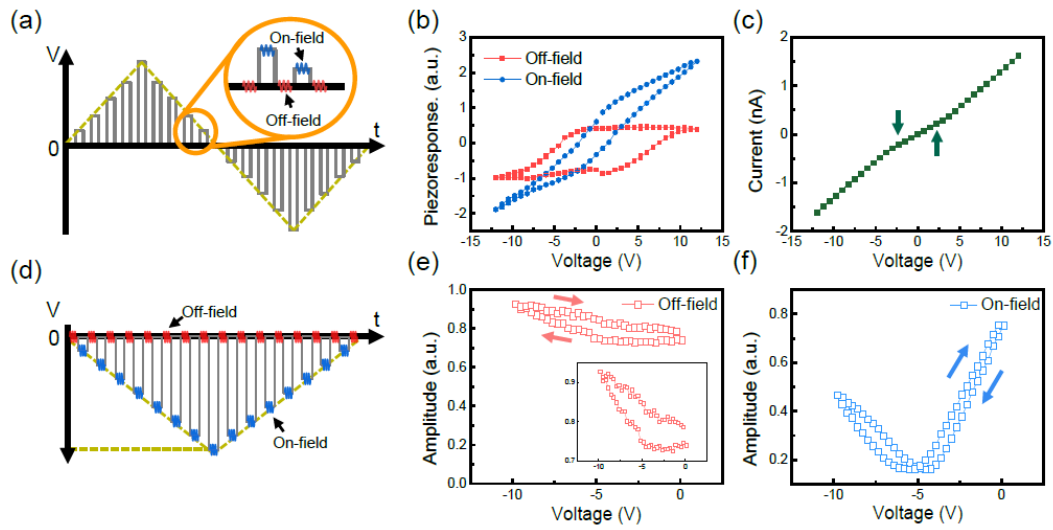 (a)
V
On-field
Off-field
0
t
(b)
Off-field
On-field
Piezoresponse. (a.u.)
3
2
1
0
-1
-2
-15 -10 -5 0 5 10 15
Voltage (V)
(c)
Current (nA)
2
1
0
-1
2
-15 -10 -5 0 5 10 15
Voltage (V)
(d)
V
0
Off-field
t
On-field
(e)
Off-field
Amplitude (a.u.)
1.0
0.8
0.6
0.4
0.2
0.0
-10 -5 0
Voltage (V)
0.9
0.8
0.7
-10 -5 0
(f)
On-field
Amplitude (a.u.)
0.8
0.6
0.4
0.2
-10 -5 0
Voltage (V)